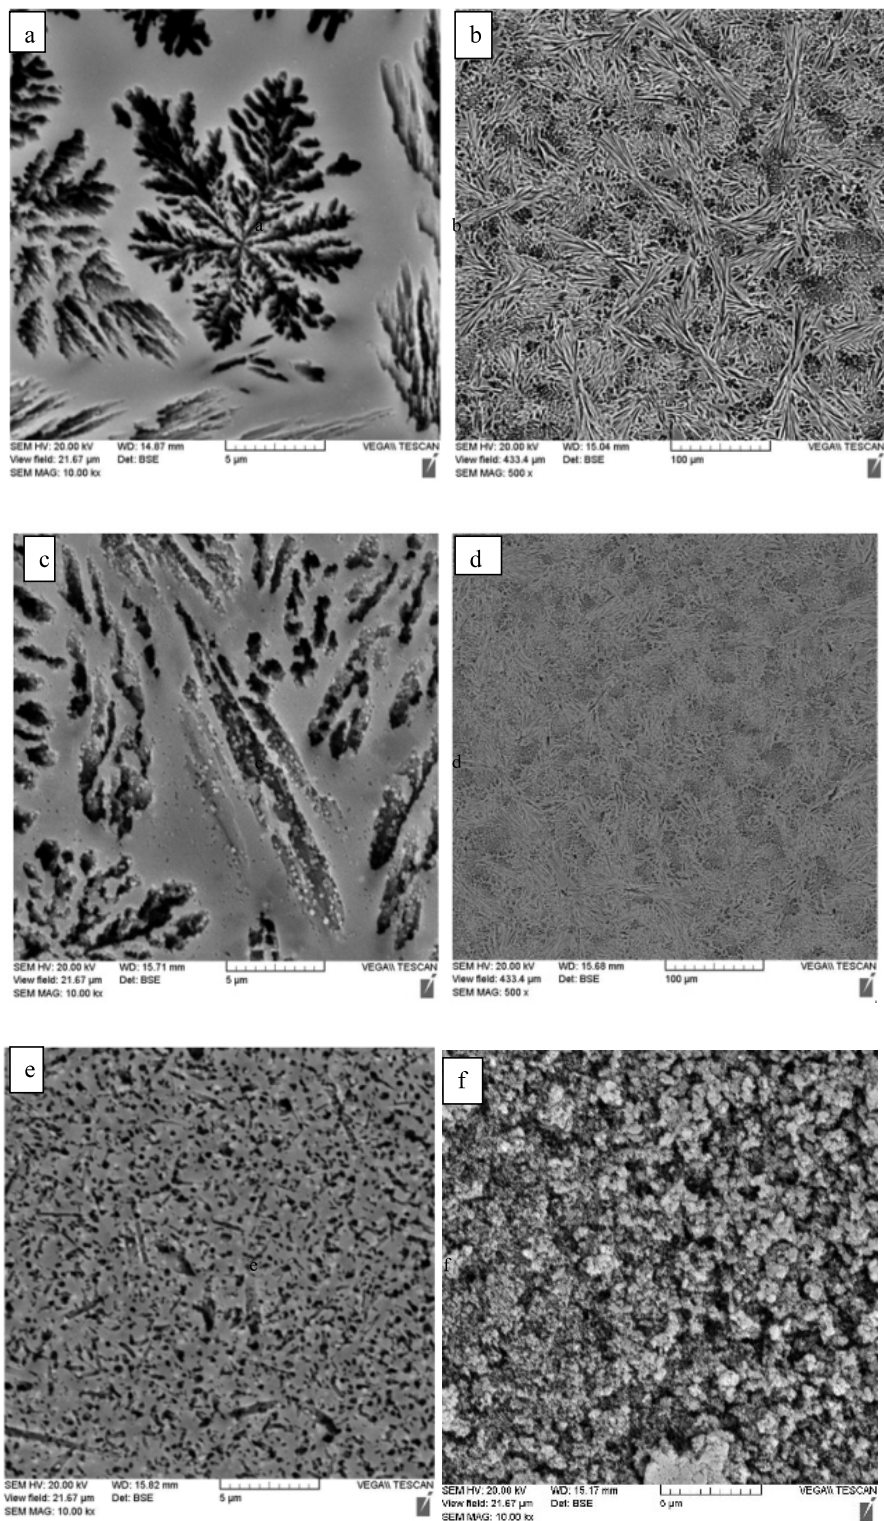 a
b
a
b
SEM HV: 20.00 kV WD: 14.87 mm VEGA\\ TESCAN
View field: 21.67 µm Det: BSE 5 µm
SEM MAG: 10.00 kx
SEM HV: 20.00 kV WD: 15.04 mm VEGA\\ TESCAN
View field: 433.4 µm Det: BSE 100 µm
SEM MAG: 500 x
c
d
c
d
SEM HV: 20.00 kV WD: 15.71 mm VEGA\\ TESCAN
View field: 21.67 µm Det: BSE 5 µm
SEM MAG: 10.00 kx
SEM HV: 20.00 kV WD: 15.68 mm VEGA\\ TESCAN
View field: 433.4 µm Det: BSE 100 µm
SEM MAG: 500 x
e
f
e
f
SEM HV: 20.00 kV WD: 15.82 mm VEGA\\ TESCAN
View field: 21.67 µm Det: BSE 5 µm
SEM MAG: 10.00 kx
SEM HV: 20.00 kV WD: 15.17 mm VEGA\\ TESCAN
View field: 21.67 µm Det: BSE 5 µm
SEM MAG: 10.00 kx